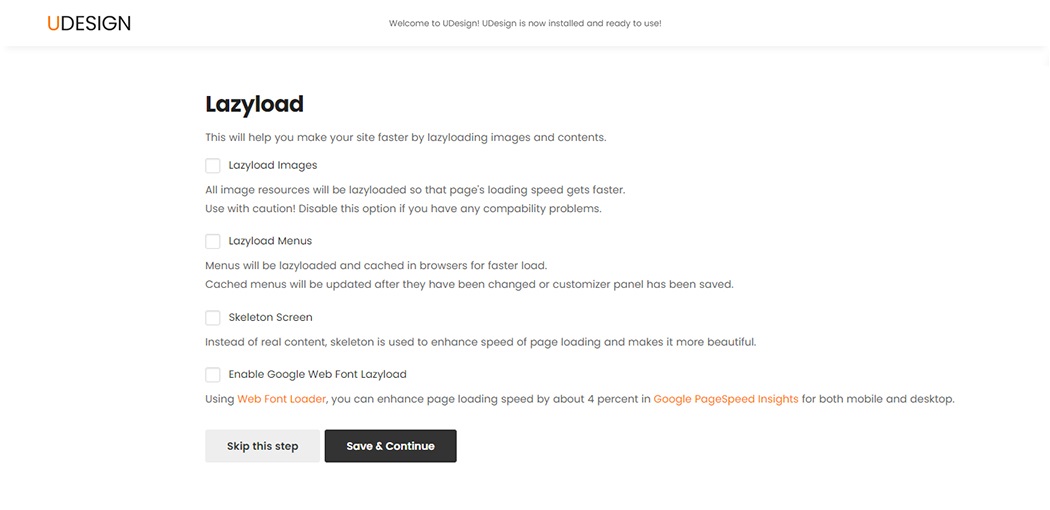 UDESIGN
Welcome to UDesign! UDesign is now installed and ready to use!
Lazyload
This will help you make your site faster by lazyloading images and contents.
Lazyload Images
All image resources will be lazyloaded so that page's loading speed gets faster.
Use with caution! Disable this option if you have any compability problems.
Lazyload Menus
Menus will be lazyloaded and cached in browsers for faster load.
Cached menus will be updated after they have been changed or customizer panel has been saved.
Skeleton Screen
Instead of real content, skeleton is used to enhance speed of page loading and makes it more beautiful.
Enable Google Web Font Lazyload
Using Web Font Loader, you can enhance page loading speed by about 4 percent in Google PageSpeed Insights for both mobile and desktop.
Skip this step
Save & Continue